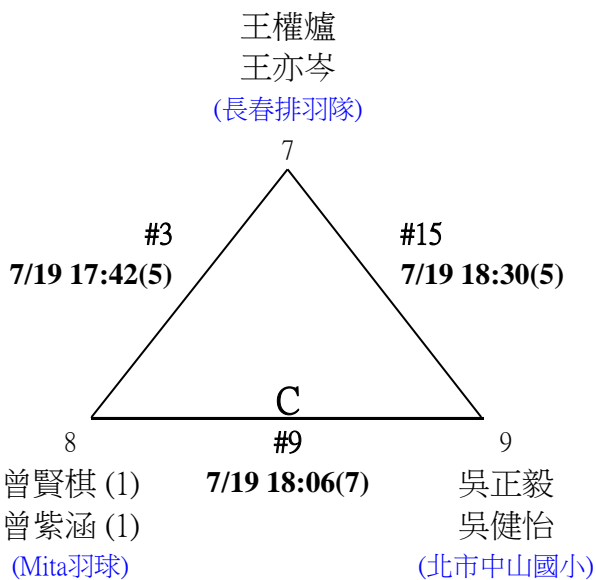 王權爐
王亦岑
(長春排羽隊)
7
#3
7/19 17:42(5)
#15
7/19 18:30(5)
C
8
#9
9
7/19 18:06(7)
曾賢棋 (1)
曾紫涵 (1)
(Mita羽球)
吳正毅
吳健怡
(北市中山國小)